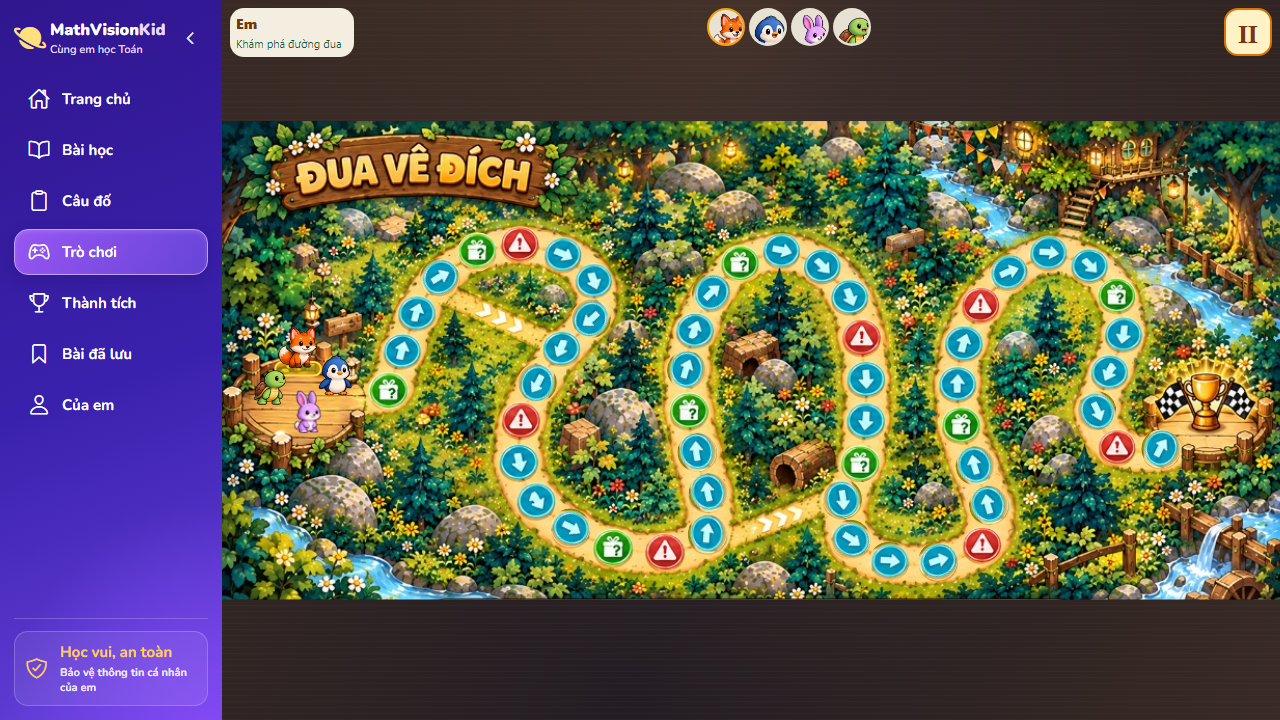 MathVisionKid
Cùng em học Toán
Trang chủ
Bài học
Câu đố
Trò chơi
Thành tích
Bài đã lưu
Của em
Học vui, an toàn
Bảo vệ thông tin cá nhân
của em
Em
Khám phá đường đua
ĐUA VỀ ĐÍCH